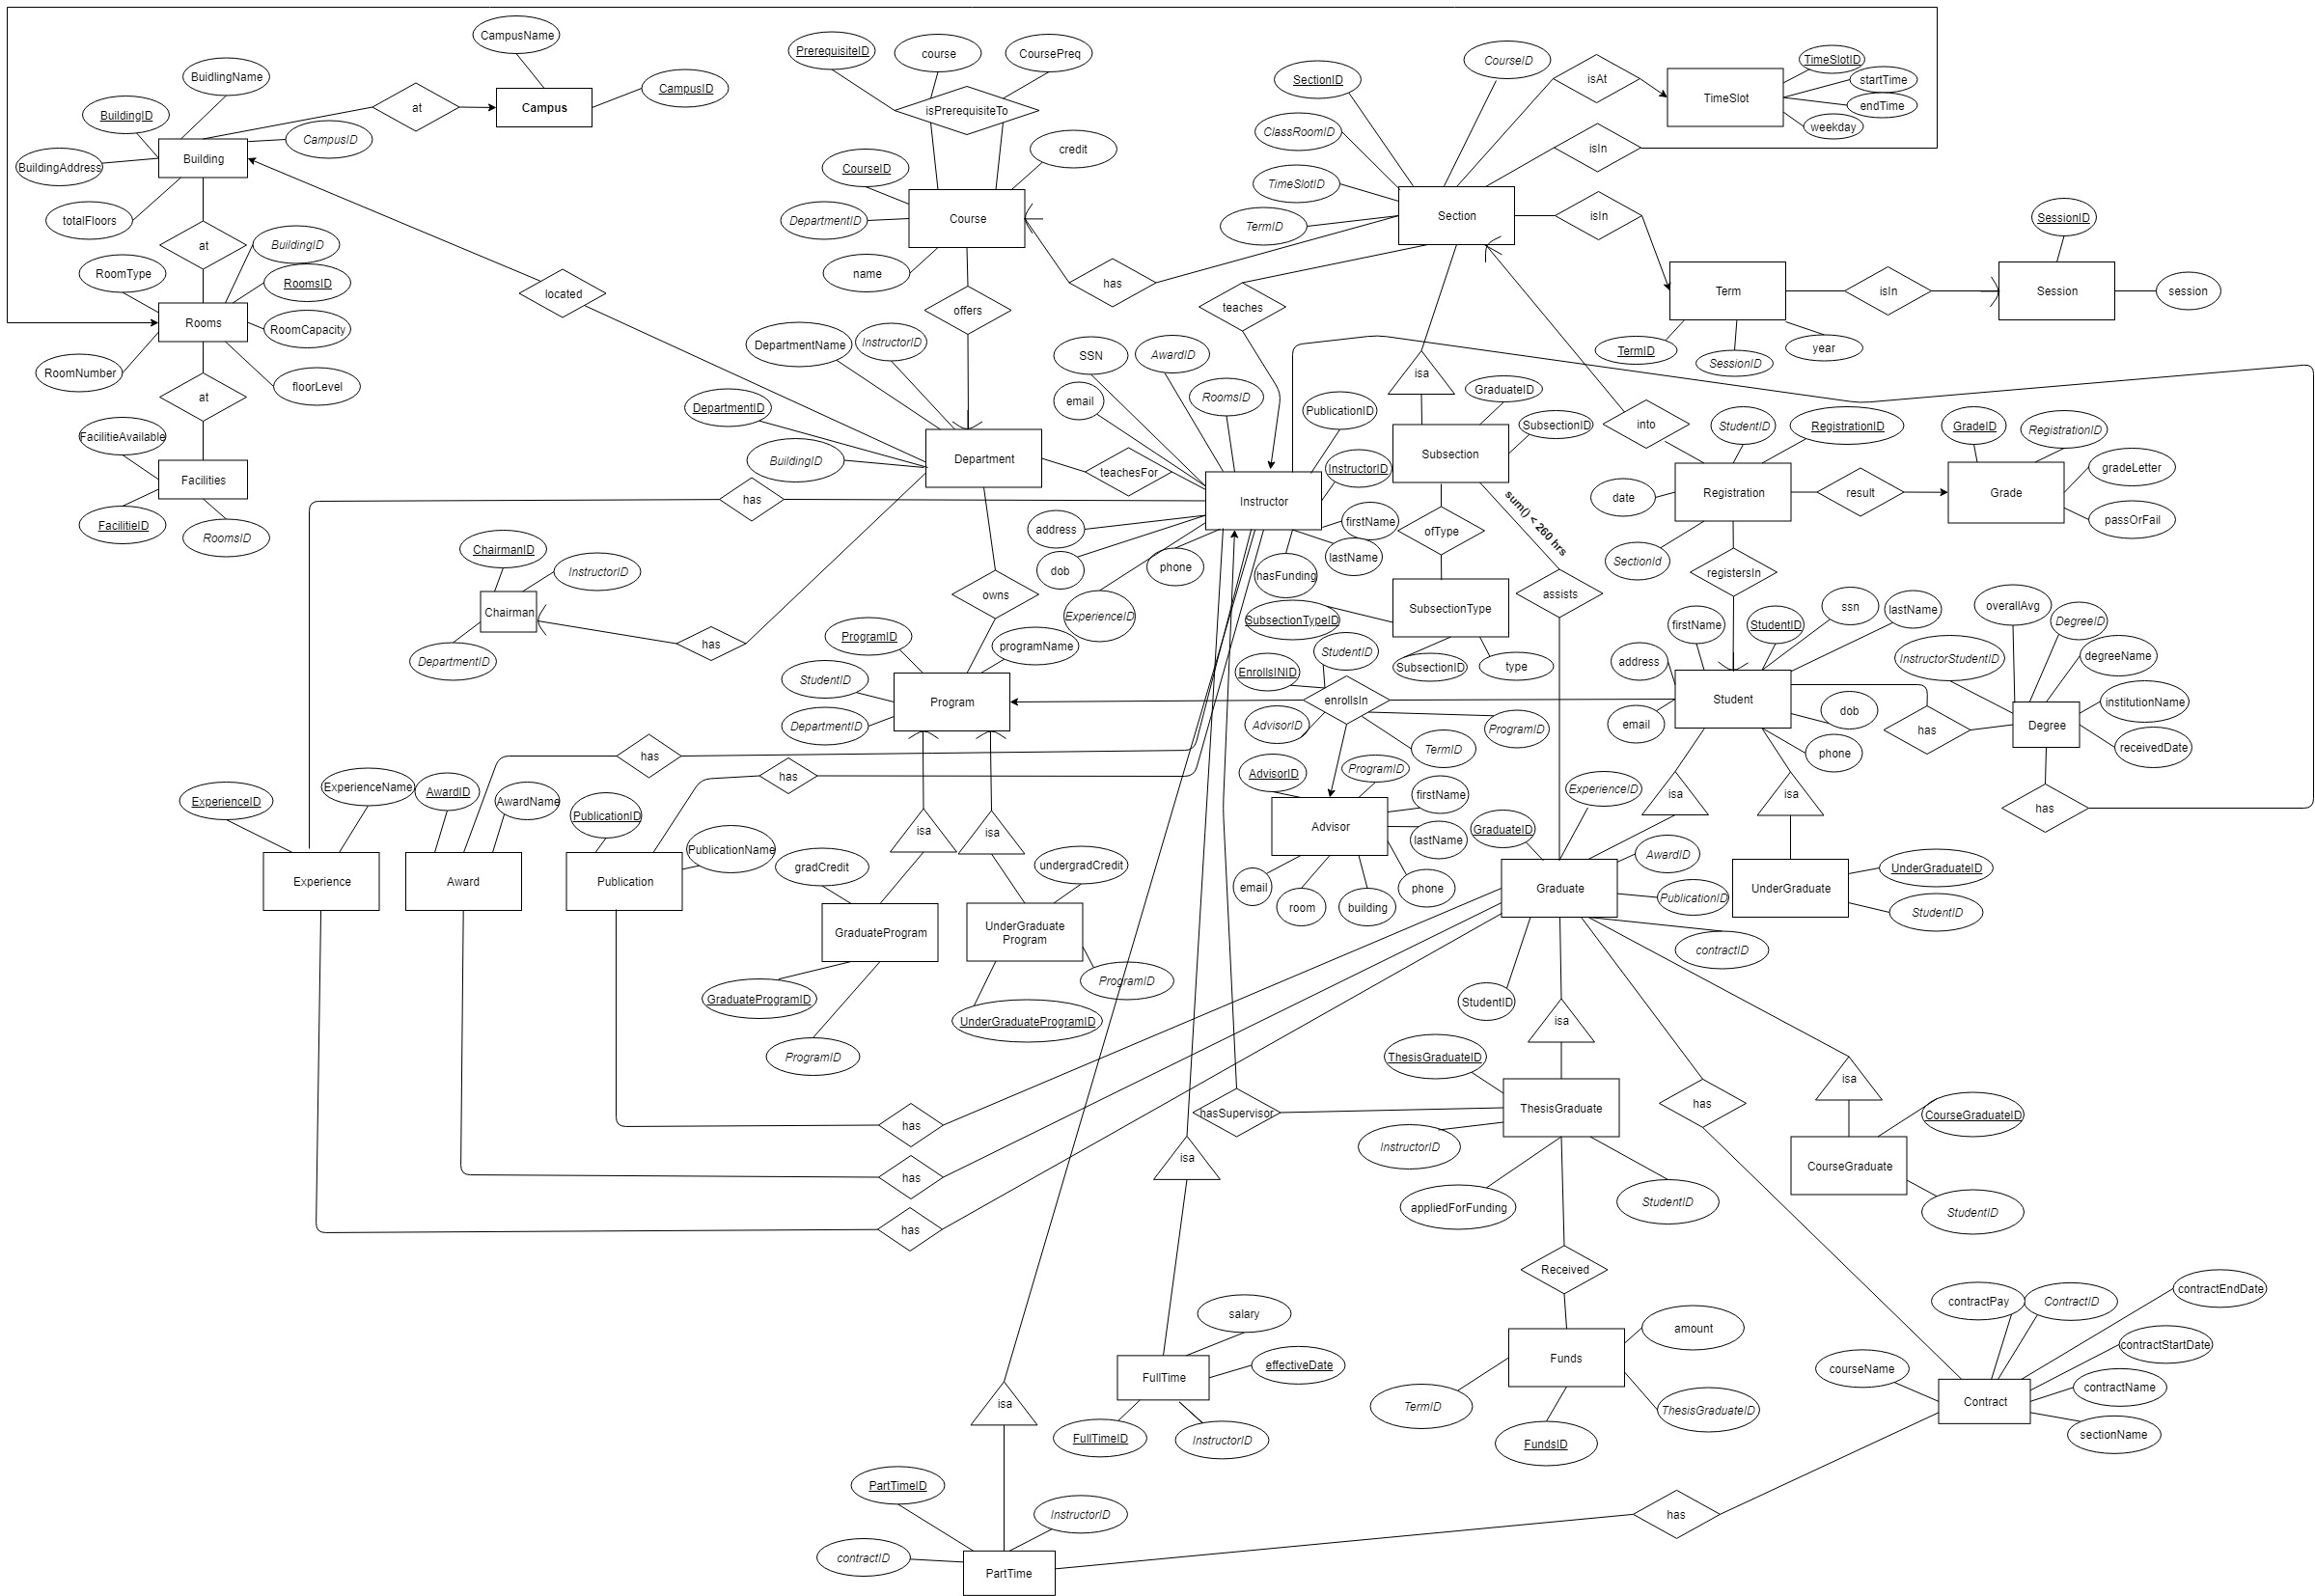 CampusName
CampusID
Campus
at
BuidlingName
BuildingID
BuildingAddress
CampusID
Building
totalFloors
at
BuildingID
RoomType
RoomsID
Rooms
RoomCapacity
RoomNumber
floorLevel
at
FacilitieAvailable
Facilities
FacilitieID
RoomsID
located
PrerequisiteID
course
CoursePreq
isPrerequisiteTo
credit
CourseID
DepartmentID
Course
name
offers
has
DepartmentName
InstructorID
DepartmentID
BuildingID
Department
teachesFor
has
ChairmanID
InstructorID
Chairman
DepartmentID
has
owns
ProgramID
programName
StudentID
DepartmentID
Program
SectionID
CourseID
ClassRoomID
TimeSlotID
TermID
Section
isAt
TimeSlot
TimeSlotID
startTime
endTime
weekday
isIn
isIn
Term
TermID
SessionID
year
isIn
Session
SessionID
session
teaches
isa
SSN
AwardID
email
RoomsID
PublicationID
InstructorID
Instructor
address
dob
phone
ExperienceID
hasFunding
firstName
lastName
GraduateID
SubsectionID
Subsection
ofType
sum() < 260 hrs
SubsectionType
SubsectionTypeID
SubsectionID
type
assists
into
StudentID
RegistrationID
date
Registration
SectionId
result
GradeID
RegistrationID
gradeLetter
passOrFail
Grade
registersIn
firstName
StudentID
ssn
lastName
address
Student
email
dob
phone
has
overallAvg
DegreeID
InstructorStudentID
degreeName
institutionName
receivedDate
Degree
has
EnrollsINID
StudentID
enrollsIn
AdvisorID
TermID
ProgramID
AdvisorID
ProgramID
firstName
lastName
Advisor
email
room
building
phone
has
has
ExperienceID
ExperienceName
Experience
AwardID
AwardName
Award
PublicationID
PublicationName
Publication
isa
isa
gradCredit
GraduateProgram
GraduateProgramID
ProgramID
undergradCredit
UnderGraduate
Program
ProgramID
UnderGraduateProgramID
isa
isa
ExperienceID
GraduateID
AwardID
PublicationID
contractID
StudentID
Graduate
UnderGraduate
UnderGraduateID
StudentID
isa
ThesisGraduateID
ThesisGraduate
hasSupervisor
InstructorID
appliedForFunding
StudentID
has
isa
CourseGraduateID
CourseGraduate
StudentID
has
has
has
isa
Received
Funds
amount
TermID
ThesisGraduateID
FundsID
salary
effectiveDate
FullTime
FullTimeID
InstructorID
isa
PartTimeID
InstructorID
contractID
PartTime
has
contractPay
ContractID
contractEndDate
contractStartDate
courseName
contractName
sectionName
Contract